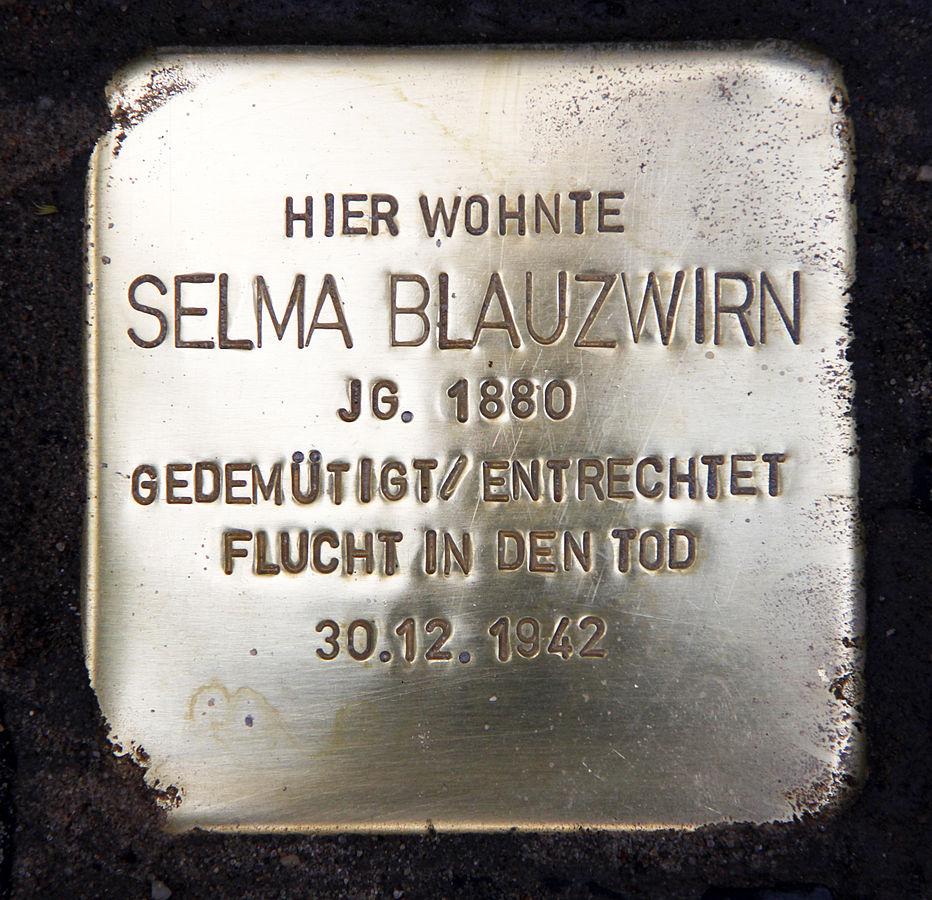 HIER WOHNTE
SELMA BLAUZWIRN
JG. 1880
GEDEMÜTIGT/ENTRECHTET
FLUCHT IN DEN TOD
30.12.1942